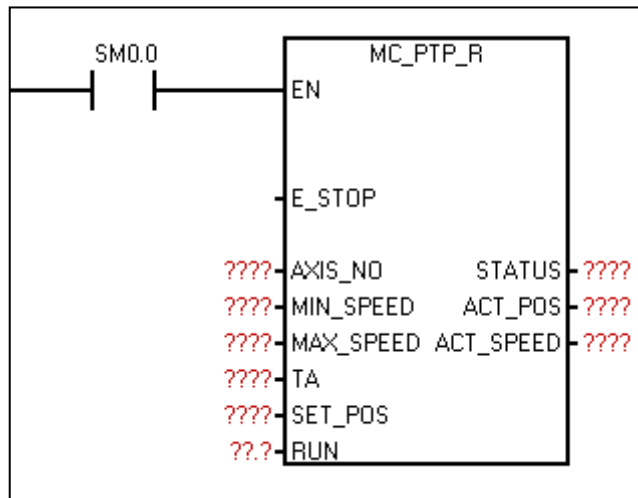 SM0.0 MC_PTP_R
EN
E_STOP
???? AXIS_NO STATUS ????
???? MIN_SPEED ACT_POS ????
???? MAX_SPEED ACT_SPEED ????
???? TA
???? SET_POS
??.? RUN